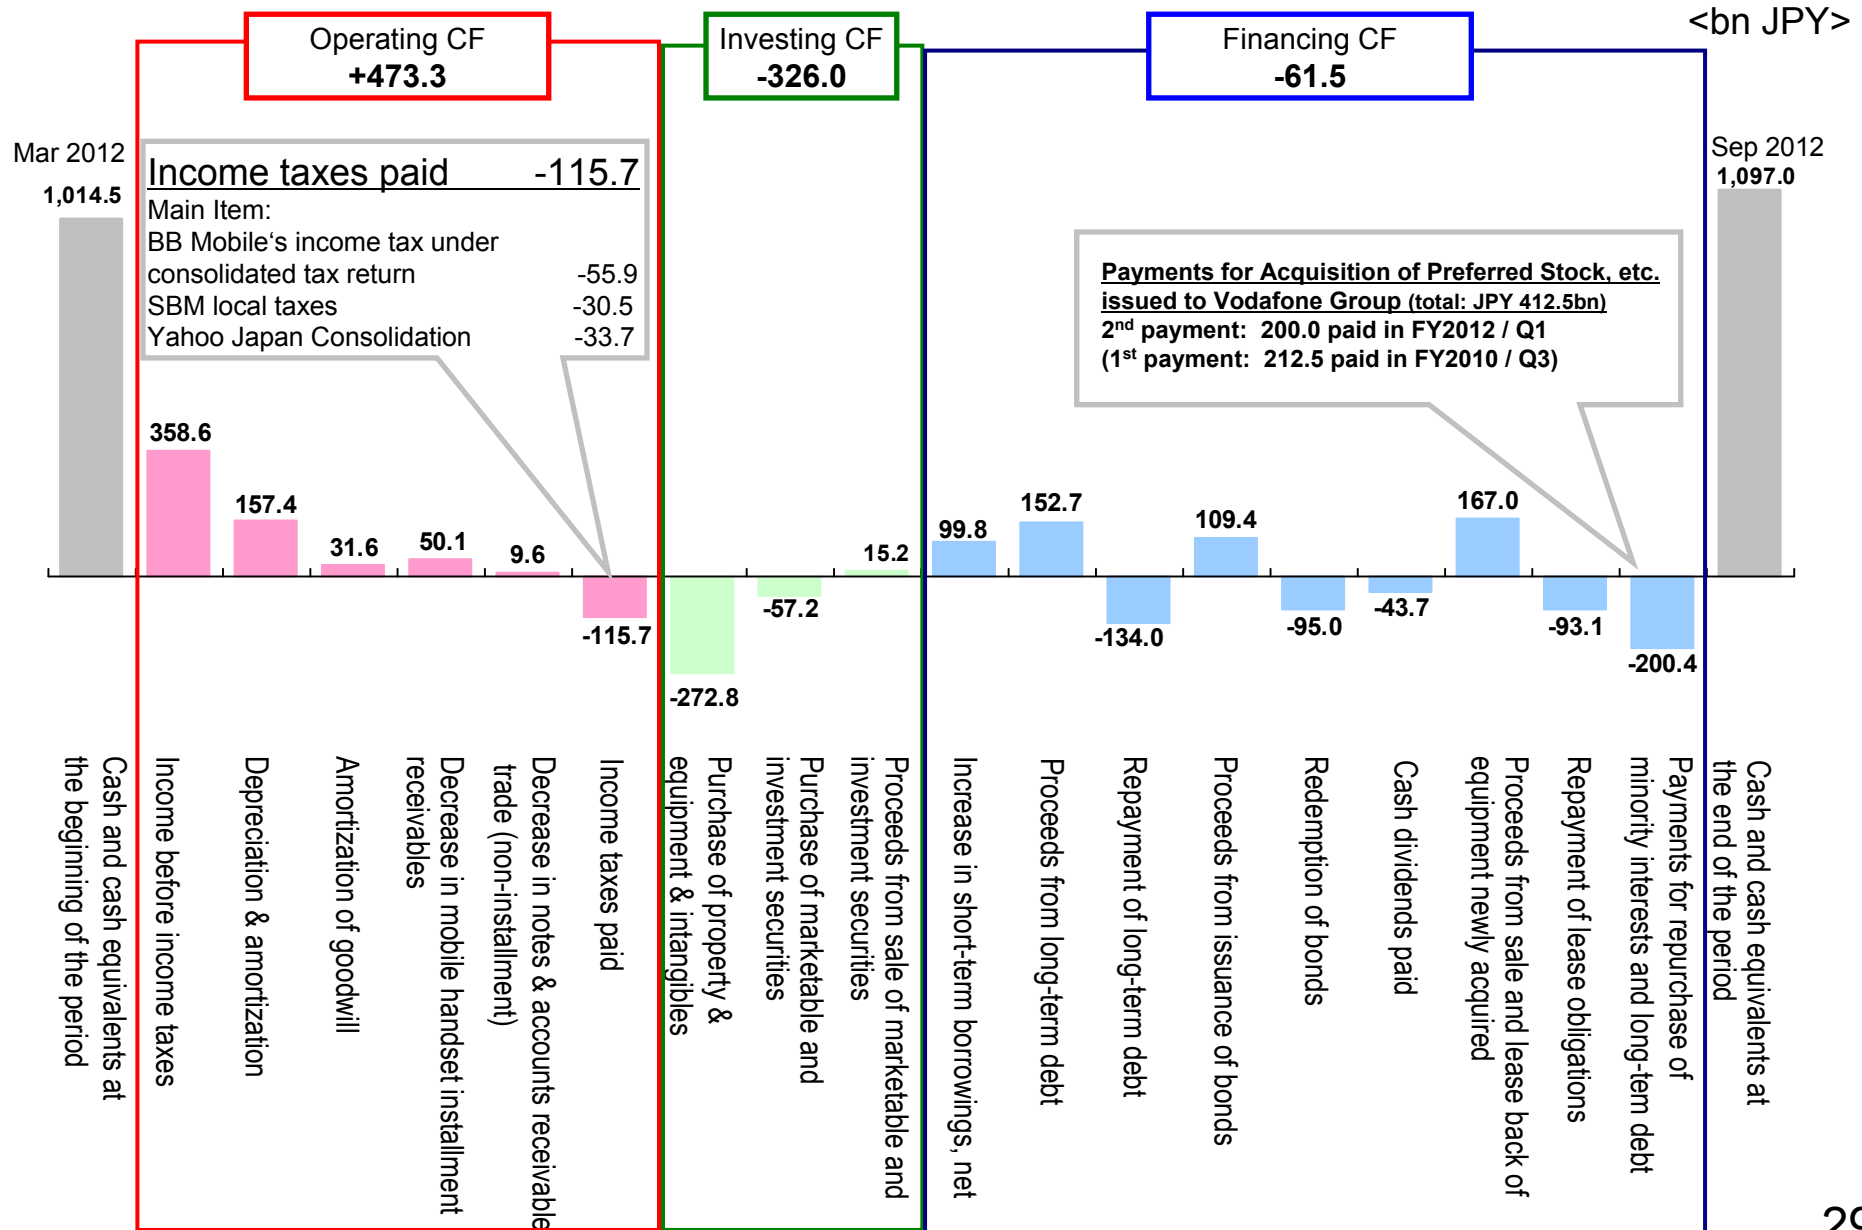 <bn JPY>
Operating CF
+473.3
Investing CF
-326.0
Financing CF
-61.5
Mar 2012
1,014.5
Income taxes paid -115.7
Main Item:
BB Mobile‘s income tax under
consolidated tax return -55.9
SBM local taxes -30.5
Yahoo Japan Consolidation -33.7
Payments for Acquisition of Preferred Stock, etc.
issued to Vodafone Group (total: JPY 412.5bn)
2nd payment: 200.0 paid in FY2012 / Q1
(1st payment: 212.5 paid in FY2010 / Q3)
Sep 2012
1,097.0
358.6
157.4
31.6
50.1
9.6
-115.7
-272.8
-57.2
15.2
99.8
152.7
-134.0
109.4
-95.0
-43.7
167.0
-93.1
-200.4
Cash and cash equivalents at
the beginning of the period
Income before income taxes
Depreciation & amortization
Amortization of goodwill
Decrease in mobile handset installment
receivables
Decrease in notes & accounts receivable
trade (non-installment)
Income taxes paid
Purchase of property &
equipment & intangibles
Purchase of marketable and
investment securities
Proceeds from sale of marketable and
investment securities
Increase in short-term borrowings, net
Proceeds from long-term debt
Repayment of long-term debt
Proceeds from issuance of bonds
Redemption of bonds
Cash dividends paid
Proceeds from sale and lease back of
equipment newly acquired
Repayment of lease obligations
Payments for repurchase of
minority interests and long-tem debt
Cash and cash equivalents at
the end of the period
29